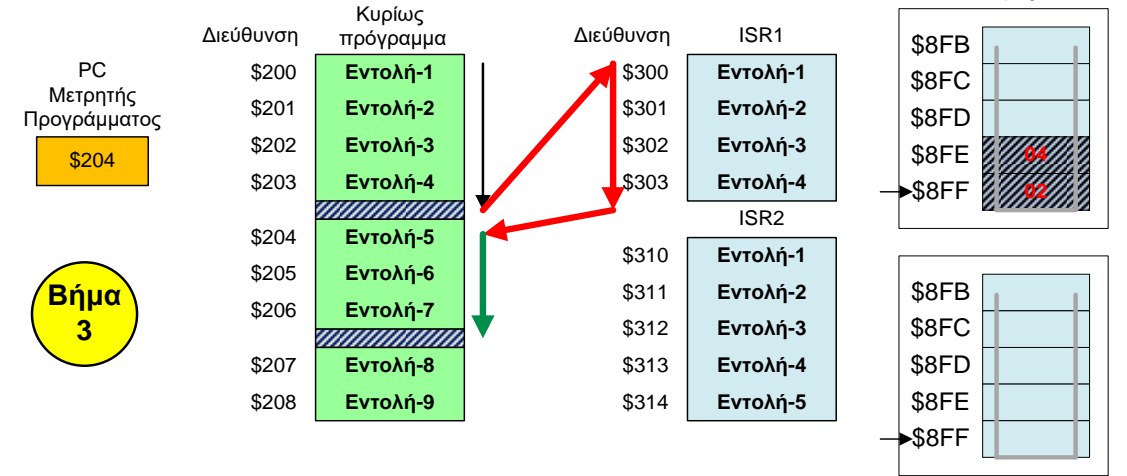 PC
Μετρητής
Προγράμματος
$204
Βήμα
3
Διεύθυνση
Κυρίως
πρόγραμμα
$200 Εντολή-1
$201 Εντολή-2
$202 Εντολή-3
$203 Εντολή-4
$204 Εντολή-5
$205 Εντολή-6
$206 Εντολή-7
$207 Εντολή-8
$208 Εντολή-9
Διεύθυνση
ISR1
$300 Εντολή-1
$301 Εντολή-2
$302 Εντολή-3
$303 Εντολή-4
ISR2
$310 Εντολή-1
$311 Εντολή-2
$312 Εντολή-3
$313 Εντολή-4
$314 Εντολή-5
$8FB
$8FC
$8FD
$8FE 04
$8FF 02
$8FB
$8FC
$8FD
$8FE
$8FF